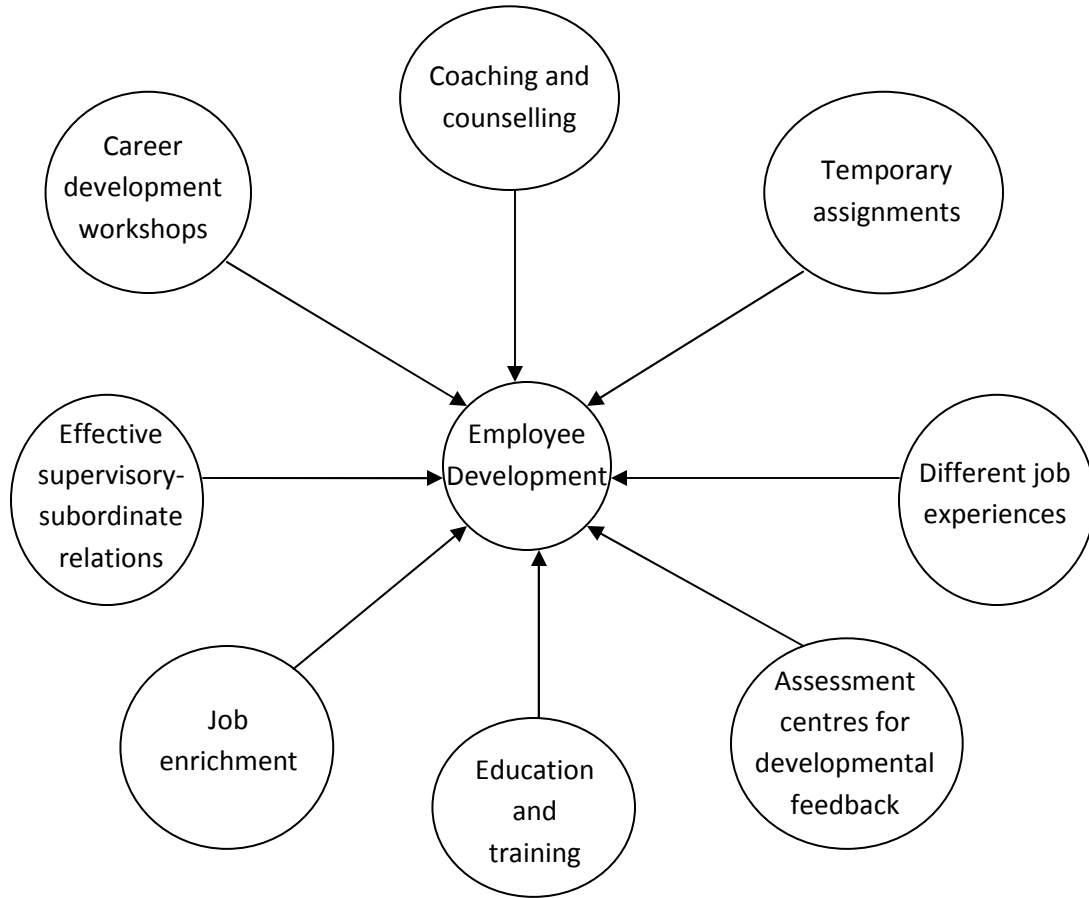 Coaching and
counselling
Career
development
workshops
Temporary
assignments
Effective
supervisory-
subordinate
relations
Employee
Development
Different job
experiences
Job
enrichment
Education
and
training
Assessment
centres for
developmental
feedback